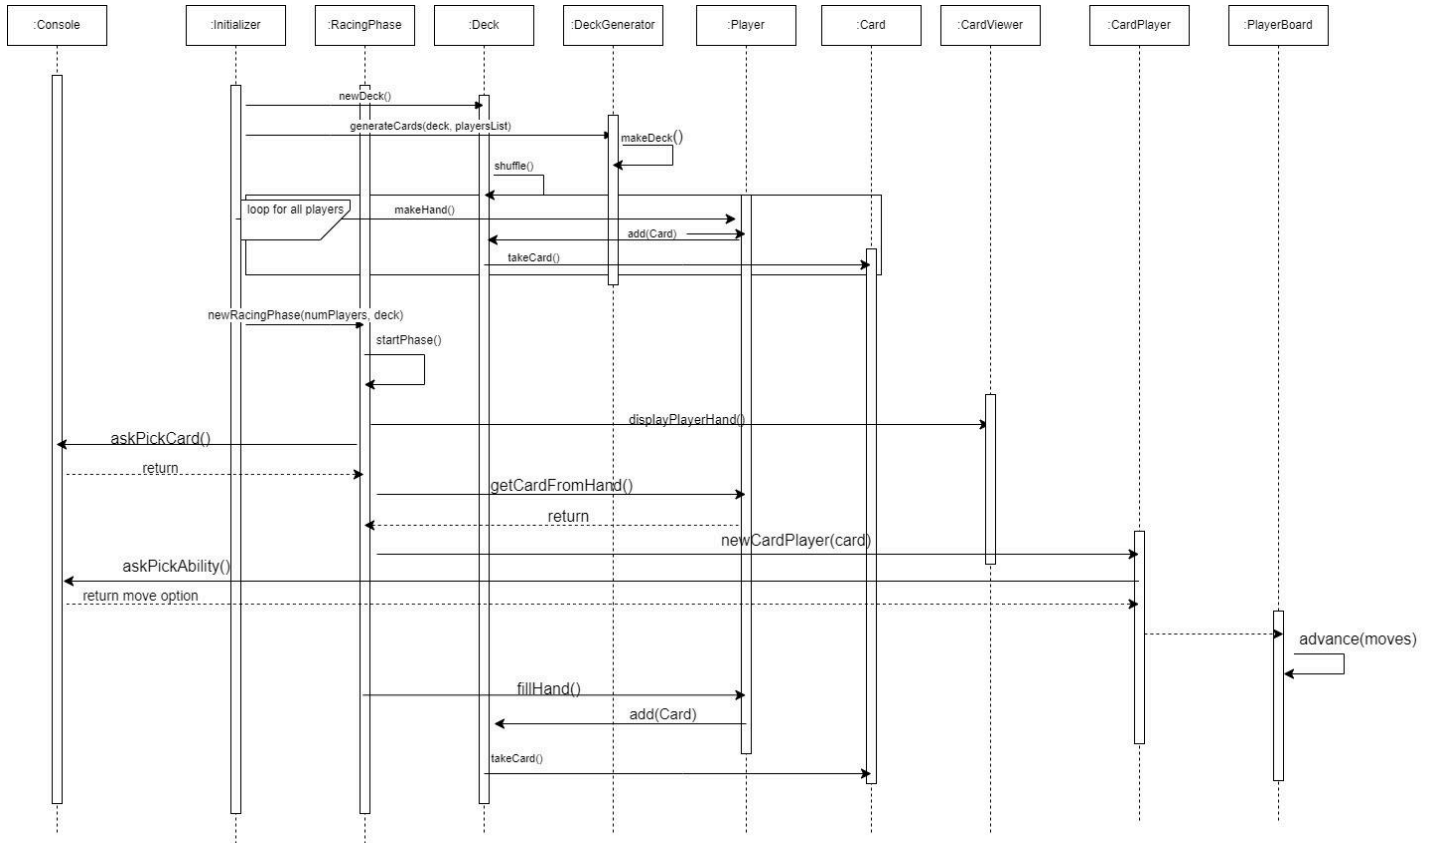 :Console
:Initializer
:RacingPhase
:Deck
:DeckGenerator
:Player
:Card
:CardViewer
:CardPlayer
:PlayerBoard
newDeck()
generateCards(deck, playersList)
makeDeck()
shuffle()
loop for all players
makeHand()
add(Card)
takeCard()
newRacingPhase(numPlayers, deck)
startPhase()
displayPlayerHand()
askPickCard()
return
getCardFromHand()
return
newCardPlayer(card)
askPickAbility()
return move option
advance(moves)
fillHand()
add(Card)
takeCard()